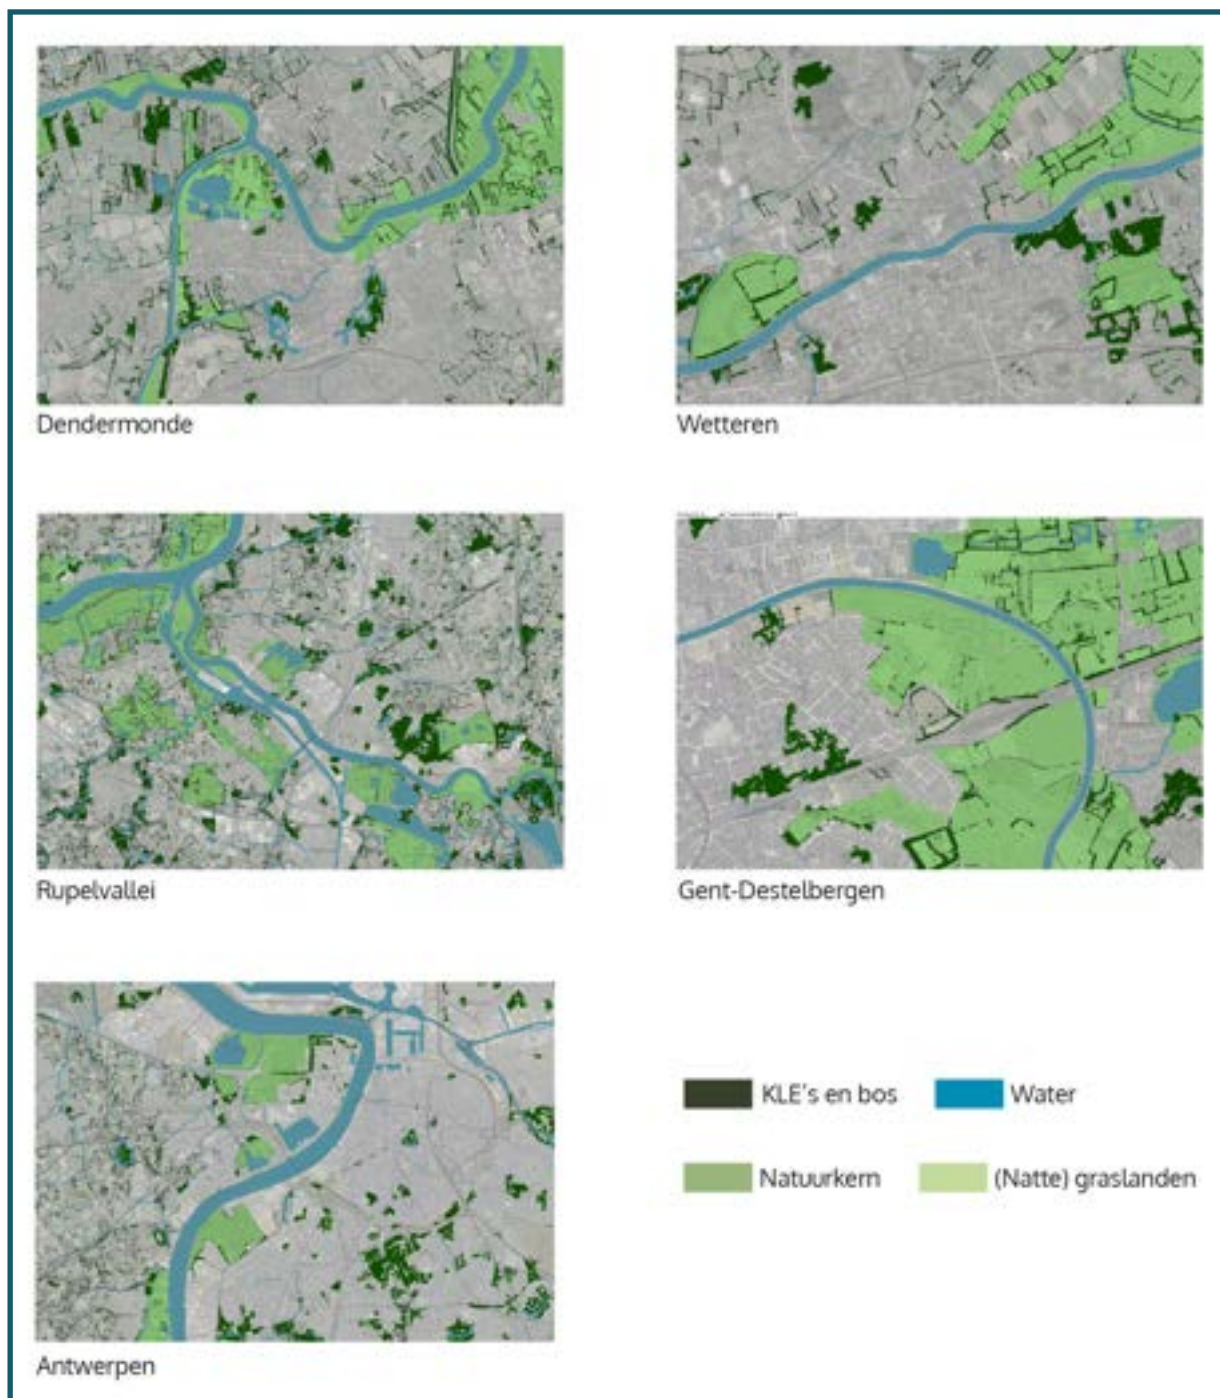 Dendermonde
Wetteren
Rupelvallei
Gent-Destelbergen
Antwerpen
KLE's en bos
Water
Natuurkern
(Natte) graslanden